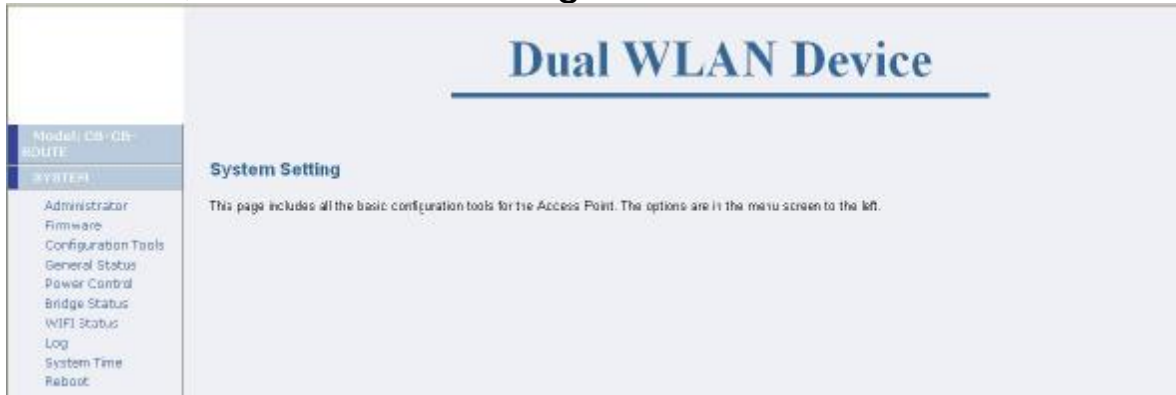 Dual WLAN Device
Model: CB-CB-
ROUTE
SYSTEM
System Setting
This page includes all the basic configuration tools for the Access Point. The options are in the menu screen to the left.
Administrator
Firmware
Configuration Tools
General Status
Power Control
Bridge Status
WIFI Status
Log
System Time
Reboot